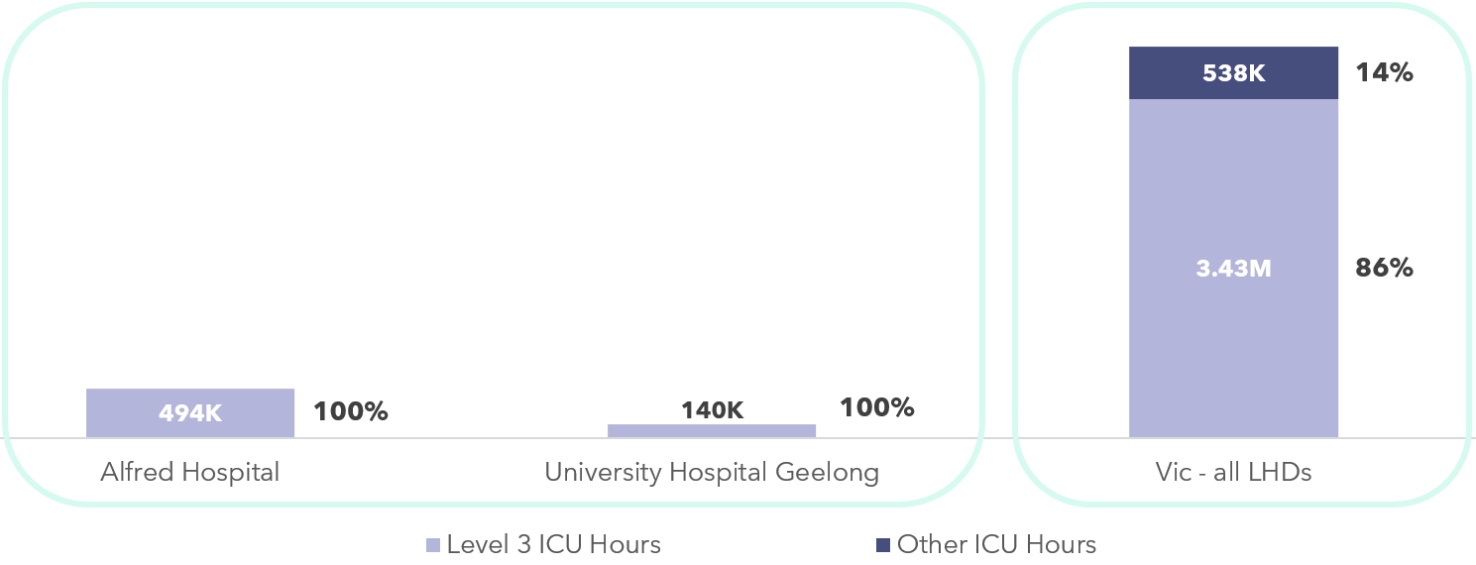 538K 14%
3.43M 86%
494K 100% 140K 100%
Alfred Hospital University Hospital Geelong Vic - all LHDs
Level 3 ICU Hours Other ICU Hours